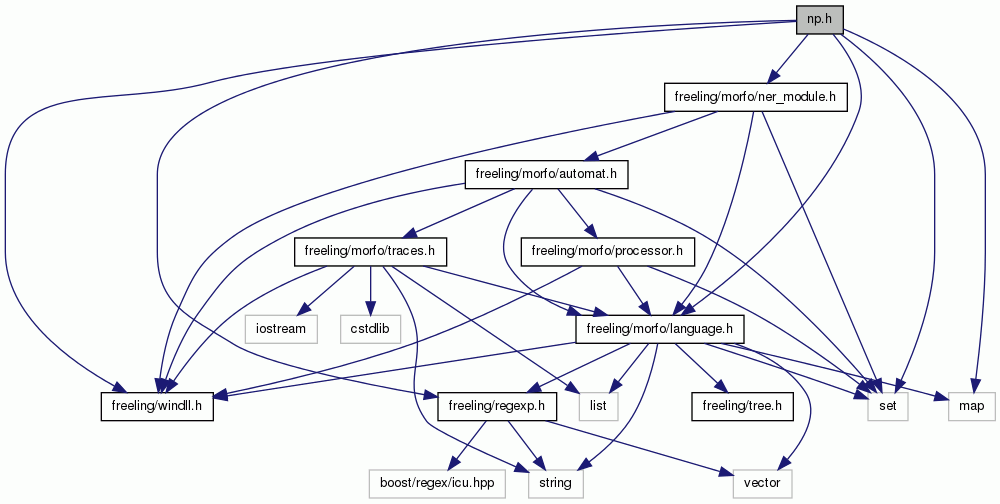 np.h
freeling/morfo/ner_module.h
freeling/morfo/automat.h
freeling/morfo/traces.h
freeling/morfo/processor.h
iostream
cstdlib
freeling/morfo/language.h
freeling/windll.h
freeling/regexp.h
list
freeling/tree.h
set
map
boost/regex/icu.hpp
string
vector